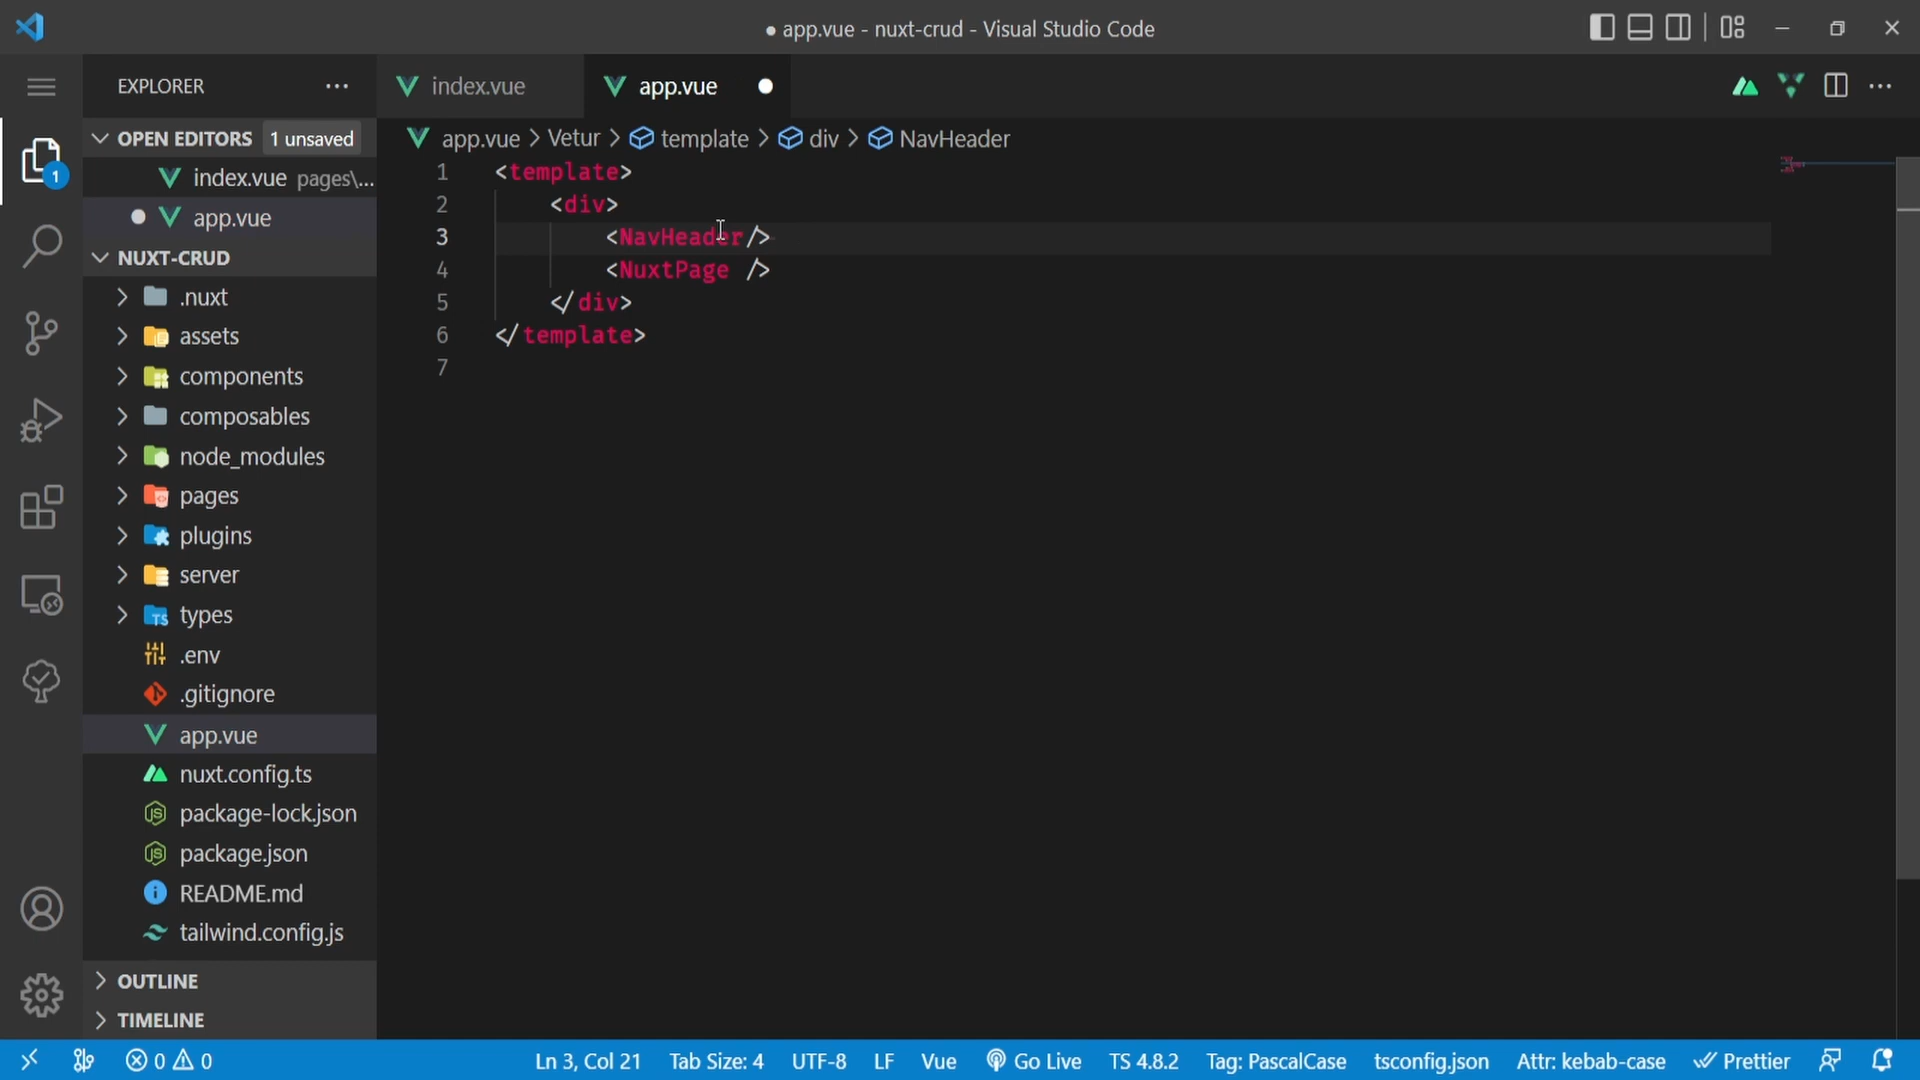 ● app.vue - nuxt-crud - Visual Studio Code
EXPLORER ...
index.vue
app.vue ●
OPEN EDITORS 1 unsaved
index.vue pages\...
● app.vue
NUXT-CRUD
.nuxt
assets
components
composables
node_modules
pages
plugins
server
types
.env
.gitignore
app.vue
nuxt.config.ts
package-lock.json
package.json
README.md
tailwind.config.js
OUTLINE
TIMELINE
app.vue > Vetur > template > div > NavHeader
1 <template>
2 <div>
3 <NavHeader/>
4 <NuxtPage />
5 </div>
6 </template>
7
1
TS
0 0 Ln 3, Col 21 Tab Size: 4 UTF-8 LF Vue Go Live TS 4.8.2 Tag: PascalCase tsconfig.json Attr: kebab-case Prettier